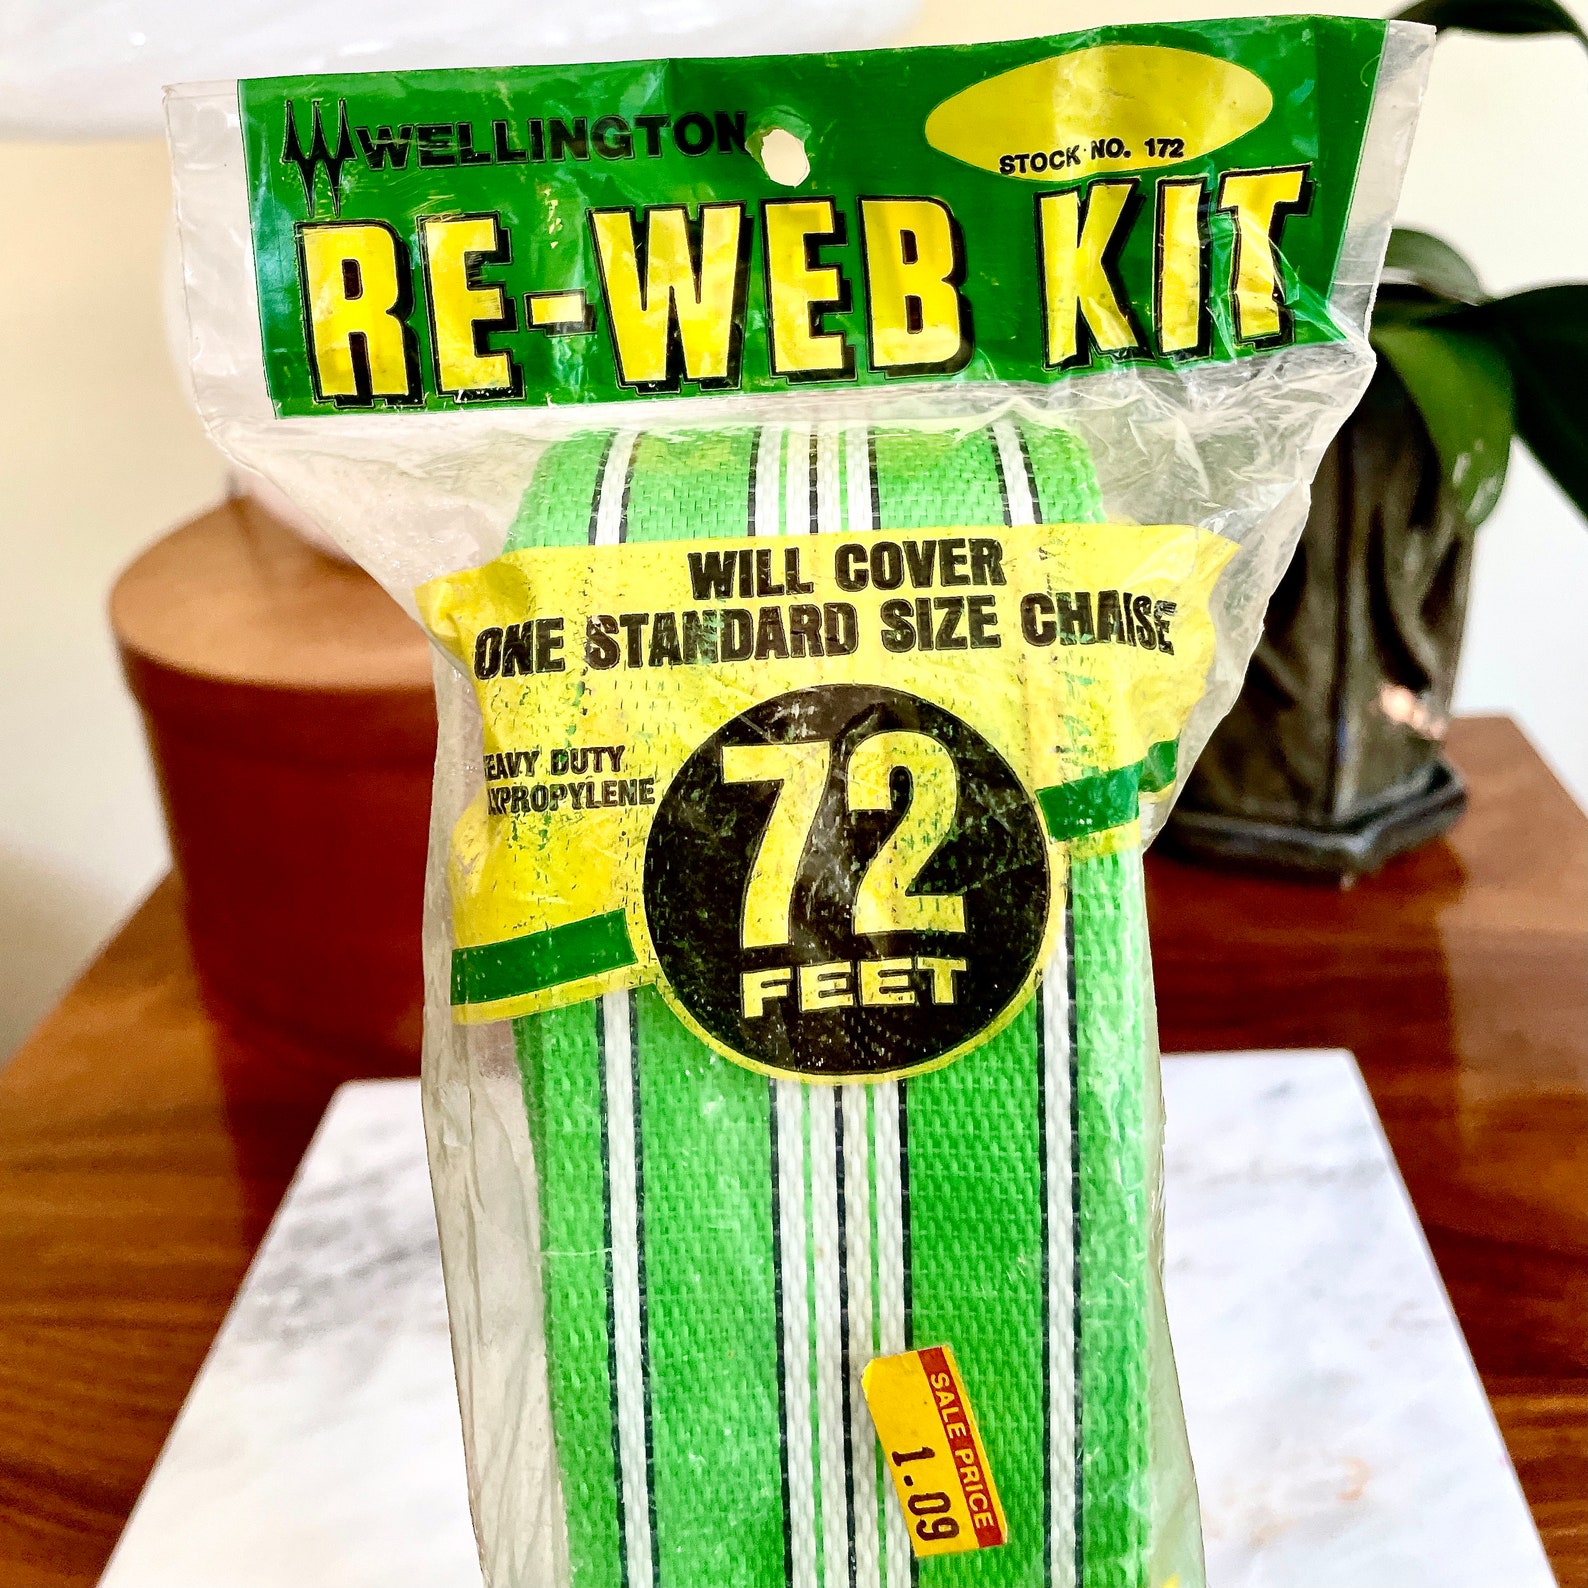 WELLINGTON
STOCK NO. 172
RE-WEB KIT
WILL COVER
ONE STANDARD SIZE CHAISE
DUTY
72
FEET
SALE PRICE
1.09